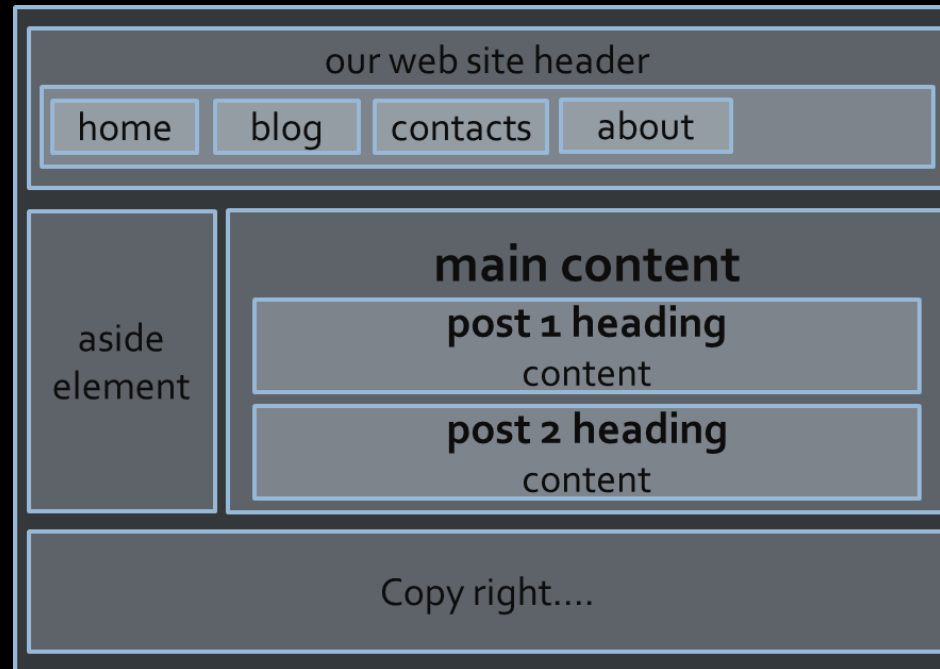 our web site header
home blog contacts about
aside
element
main content
post 1 heading
content
post 2 heading
content
Copy right....